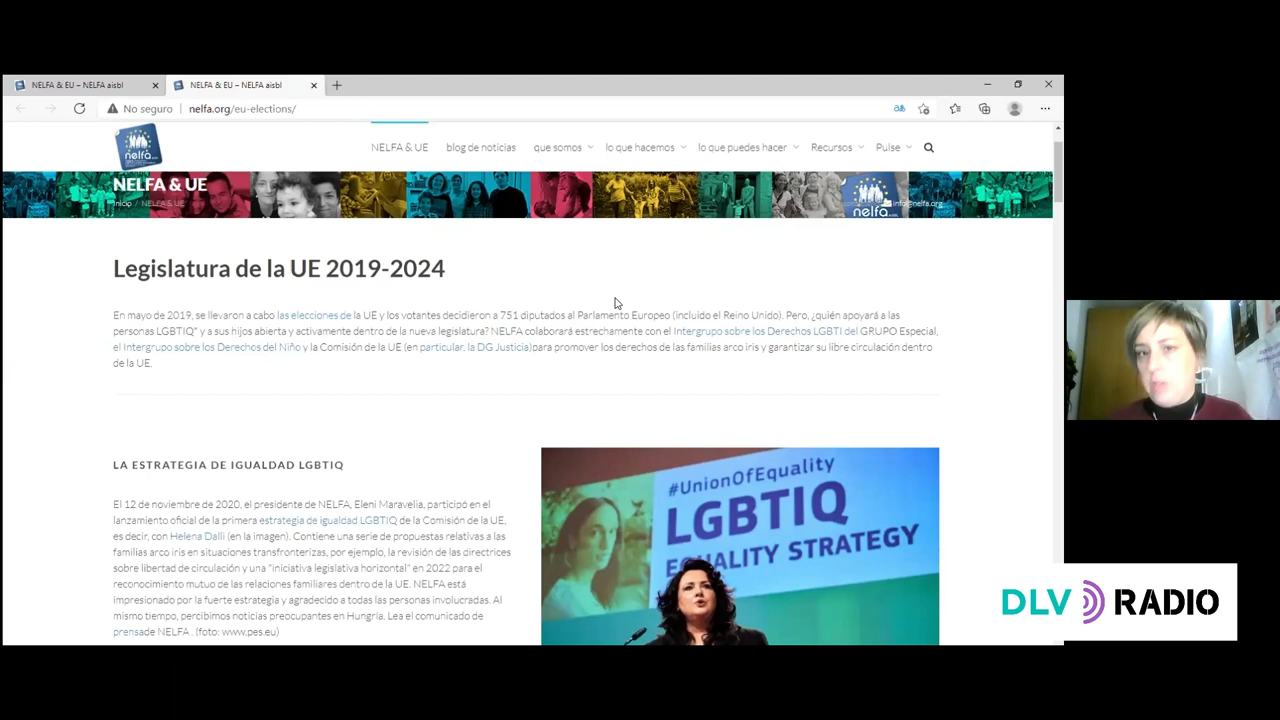 NELFA & EU – NELFA aisbl
NELFA & EU – NELFA aisbl
No seguro | nelfa.org/eu-elections/
nelfa
NELFA & UE blog de noticias que somos lo que hacemos lo que puedes hacer Recursos Pulse
NELFA & UE
Inicio / NELFA & UE
nelfa
info@nelfa.org
Legislatura de la UE 2019-2024
En mayo de 2019, se llevaron a cabo las elecciones de la UE y los votantes decidieron a 751 diputados al Parlamento Europeo (incluido el Reino Unido). Pero, ¿quién apoyará a las
personas LGBTIQ* y a sus hijos abierta y activamente dentro de la nueva legislatura? NELFA colaborará estrechamente con el Intergrupo sobre los Derechos LGBTI del GRUPO Especial,
el Intergrupo sobre los Derechos del Niño y la Comisión de la UE (en particular, la DG Justicia)para promover los derechos de las familias arco iris y garantizar su libre circulación dentro
de la UE.
LA ESTRATEGIA DE IGUALDAD LGBTIQ
El 12 de noviembre de 2020, el presidente de NELFA, Eleni Maravelia, participó en el
lanzamiento oficial de la primera estrategia de igualdad LGBTIQ de la Comisión de la UE,
es decir, con Helena Dalli (en la imagen). Contiene una serie de propuestas relativas a las
familias arco iris en situaciones transfronterizas, por ejemplo, la revisión de las directrices
sobre libertad de circulación y una "iniciativa legislativa horizontal" en 2022 para el
reconocimiento mutuo de las relaciones familiares dentro de la UE. NELFA está
impresionado por la fuerte estrategia y agradecido a todas las personas involucradas. Al
mismo tiempo, percibimos noticias preocupantes en Hungría. Lea el comunicado de
prensade NELFA . (foto: www.pes.eu)
#UnionOfEquality
LGBTIQ
EQUALITY STRATEGY
DLV RADIO